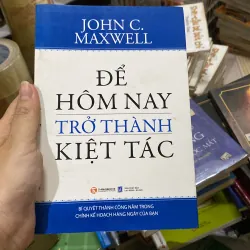 JOHN C.
MAXWELL
ĐỂ
HÔM NAY
TRỞ THÀNH
KIỆT TÁC
BÍ QUYẾT THÀNH CÔNG NẰM TRONG
CHÍNH KẾ HOẠCH HÀNG NGÀY CỦA BẠN